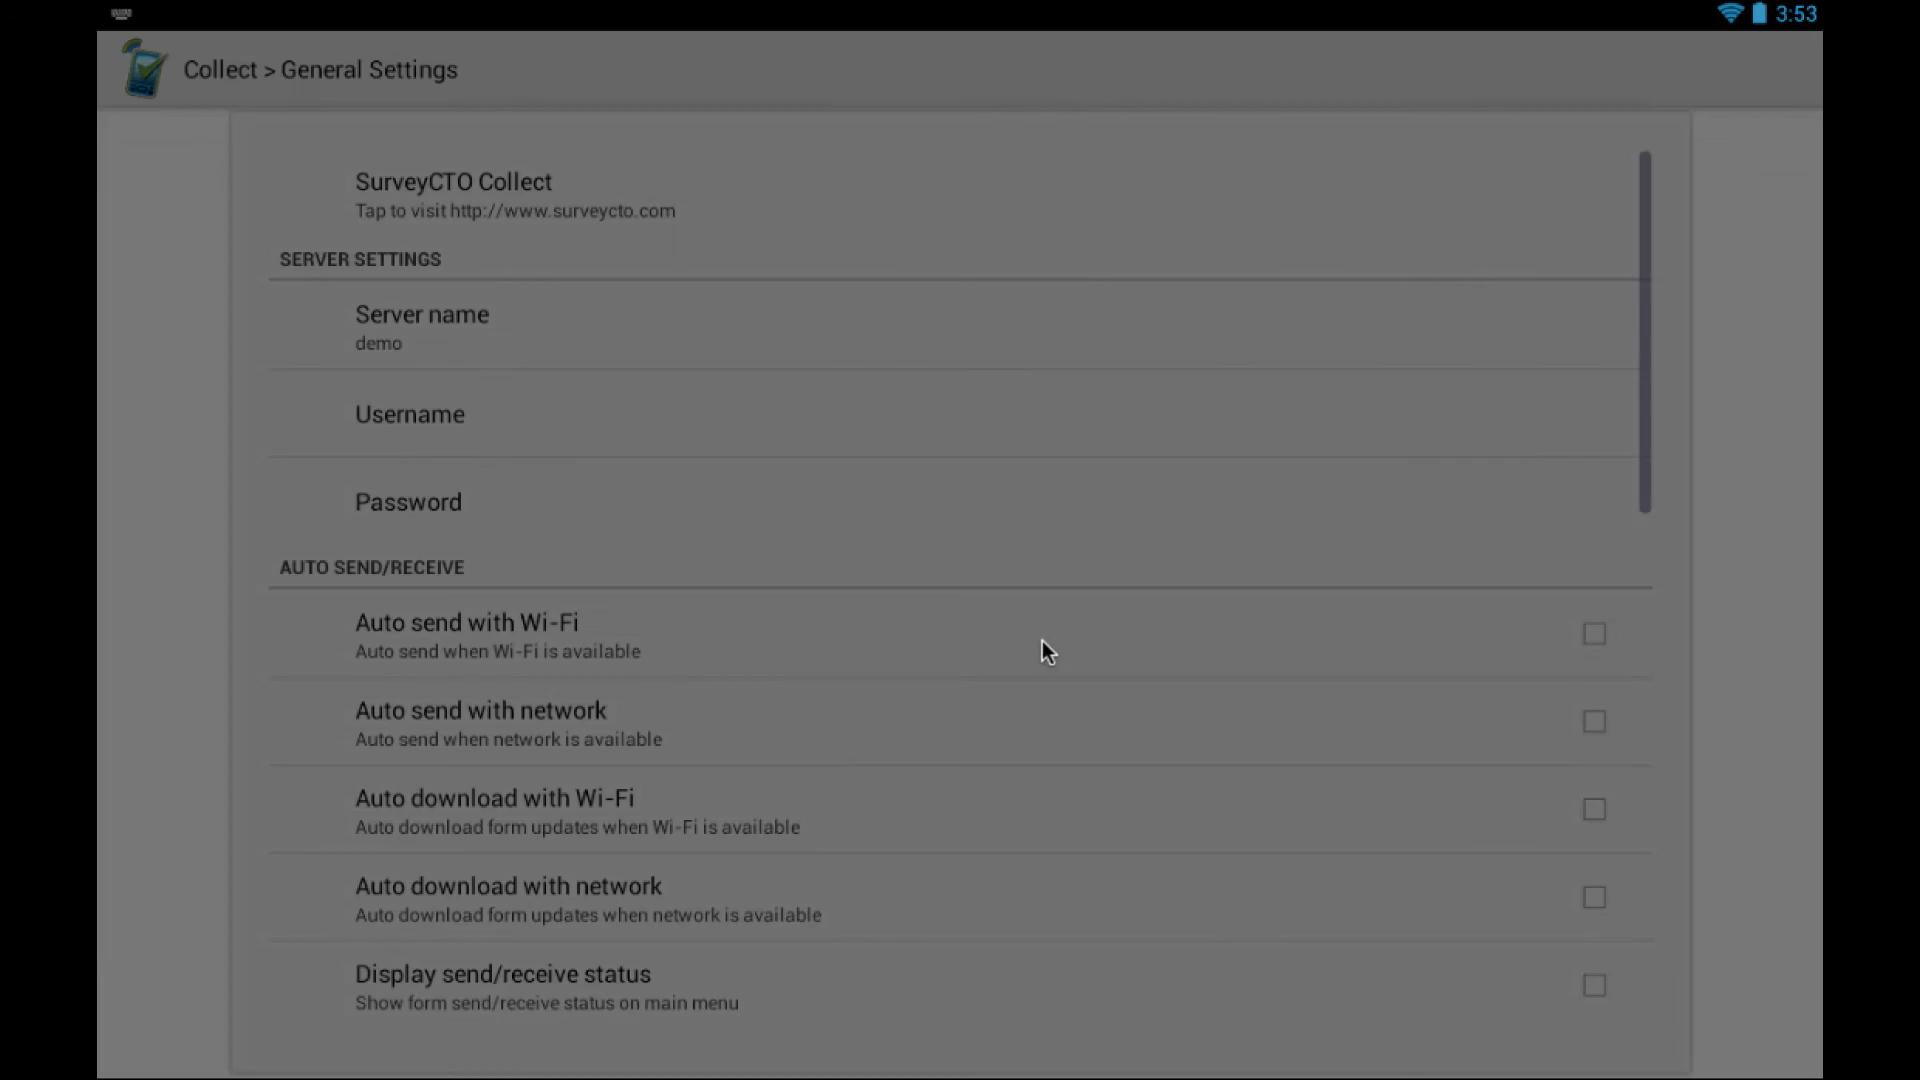 3:53
Collect > General Settings
SurveyCTO Collect
Tap to visit http://www.surveycto.com
SERVER SETTINGS
Server name
demo
Username
Password
AUTO SEND/RECEIVE
Auto send with Wi-Fi
Auto send when Wi-Fi is available
Auto send with network
Auto send when network is available
Auto download with Wi-Fi
Auto download form updates when Wi-Fi is available
Auto download with network
Auto download form updates when network is available
Display send/receive status
Show form send/receive status on main menu